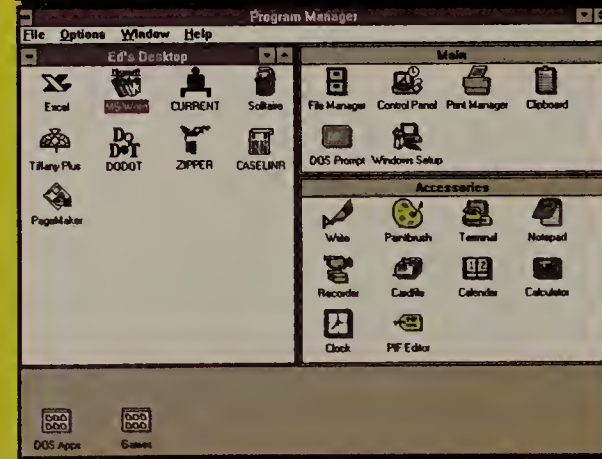 Program Manager
File Options Window Help
Ed's Desktop
Excel MS Word CURRENT Solitaire
Tiffany Plus DODOT ZIPPER CASELINR
PageMaker
Main
File Manager Control Panel Print Manager Clipboard
DOS Prompt Windows Setup
Accessories
Write Paintbrush Terminal Notepad
Recorder Cardfile Calendar Calculator
Clock PIF Editor
DOS Apps Games